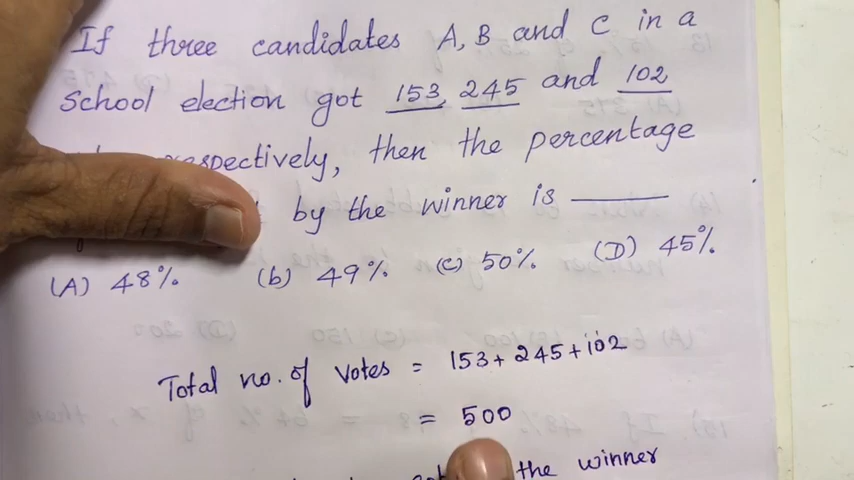 If three candidates A, B and C in a
School election got 153, 245 and 102
respectively, then the percentage
by the winner is ______
(A) 48% (b) 49% (c) 50% (D) 45%
Total no. of Votes = 153 + 245 + 102
= 500
the winner